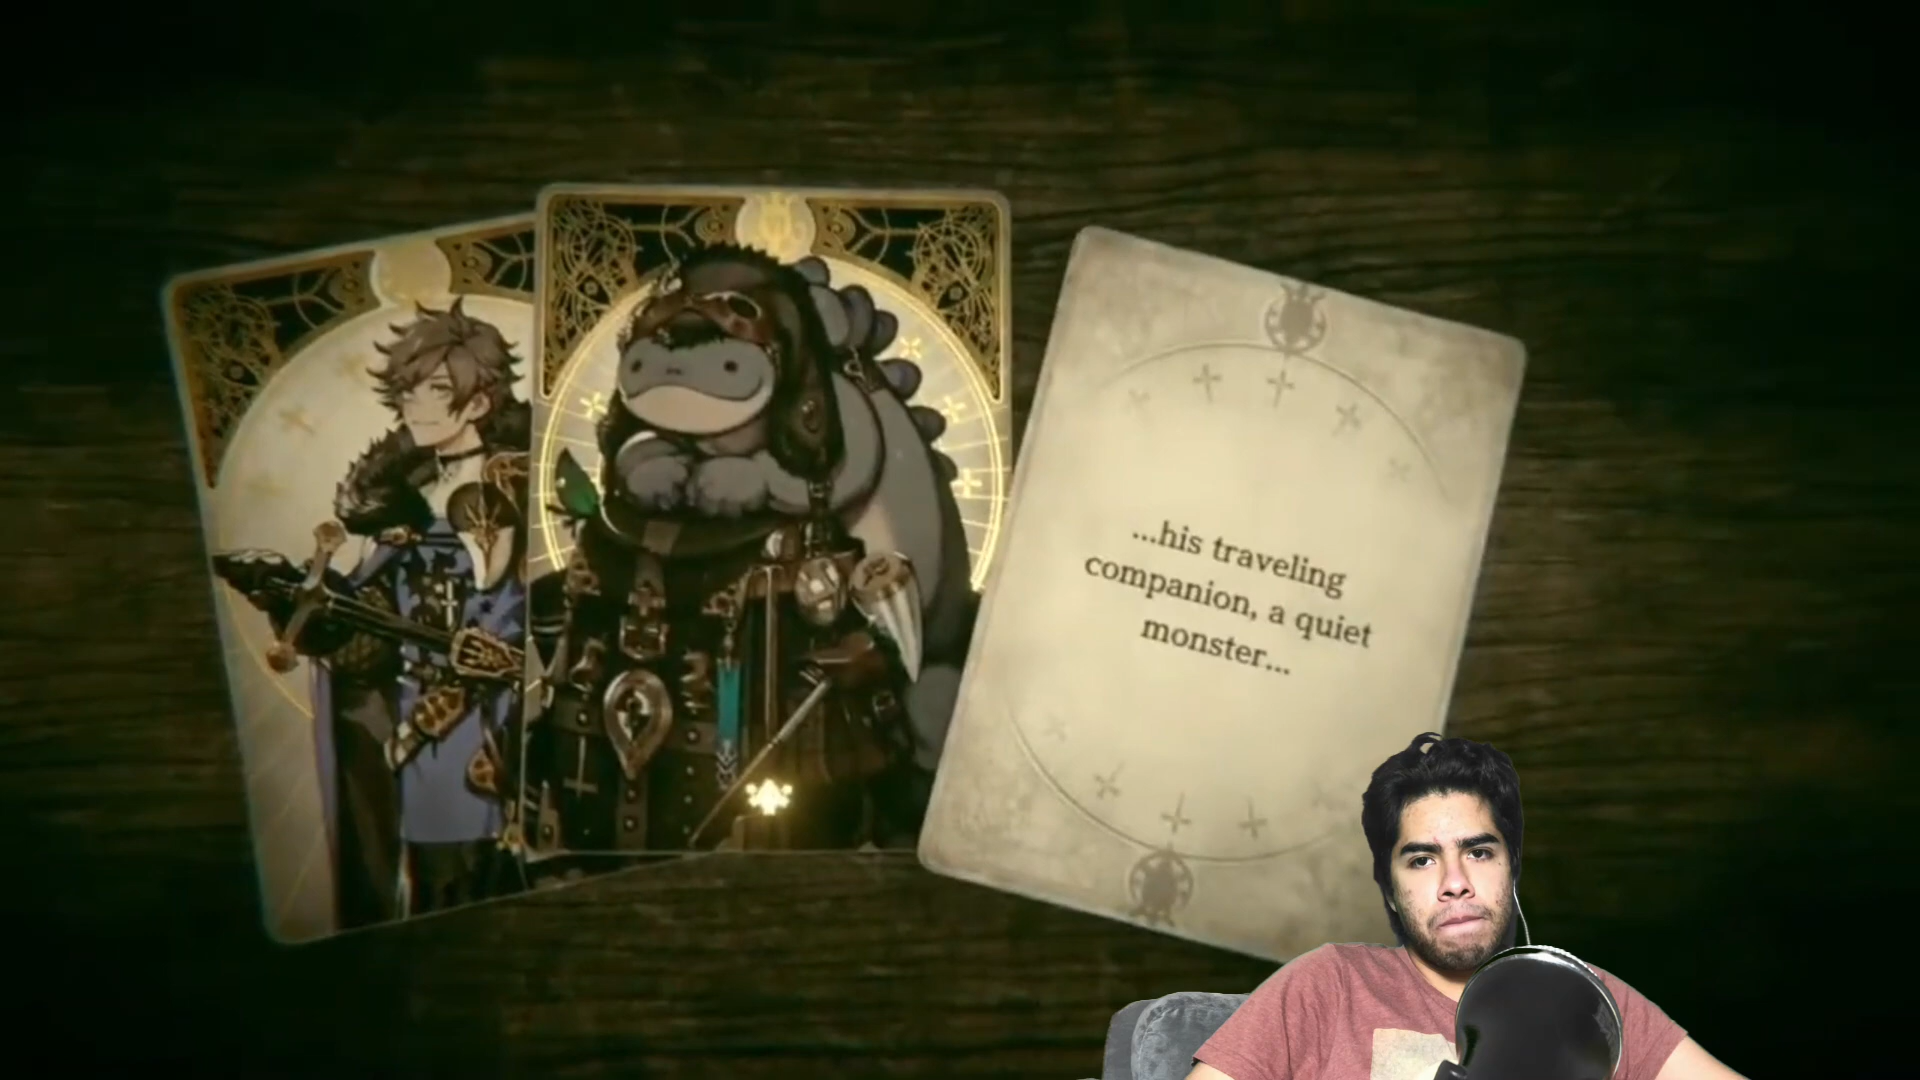 ...his traveling
companion, a quiet
monster...